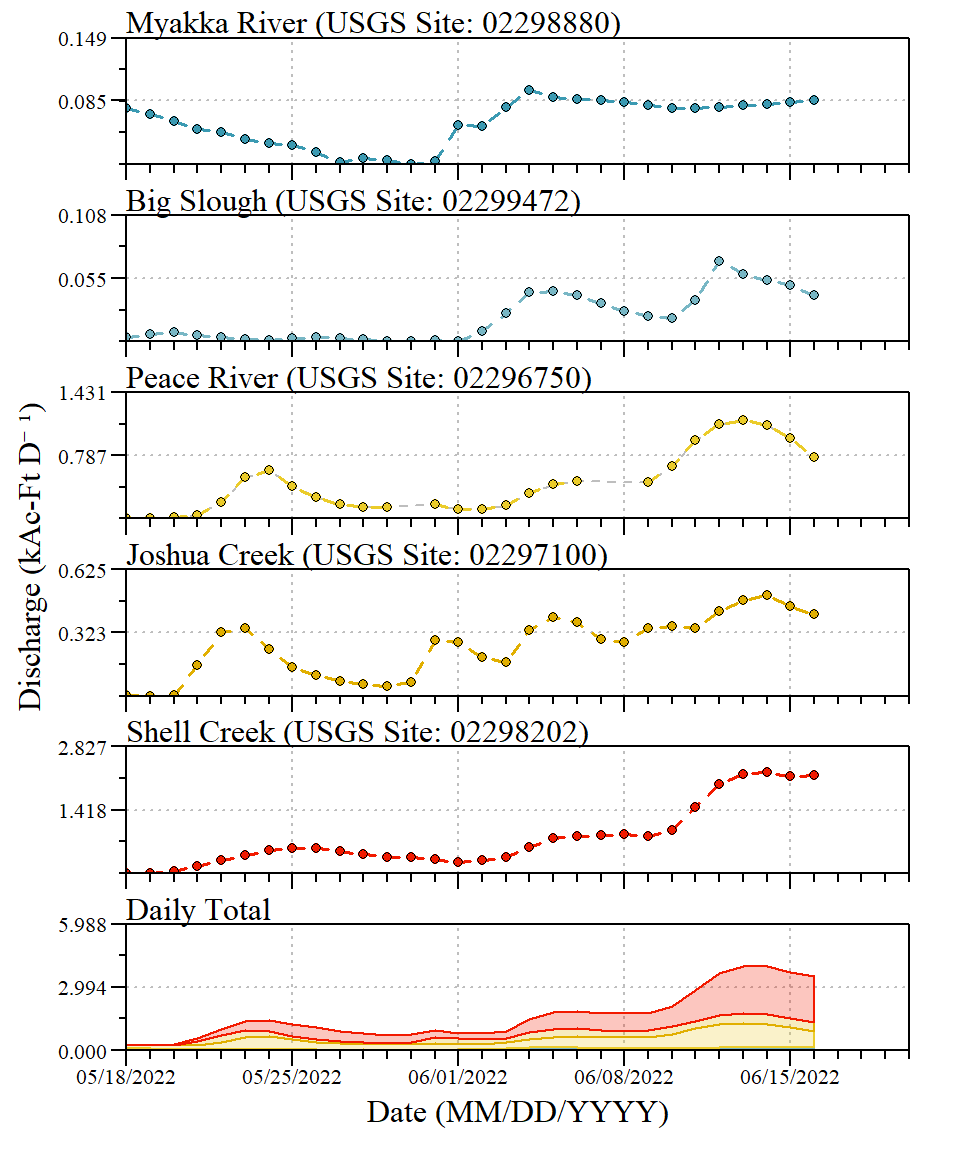 Myakka River (USGS Site: 02298880)
0.149
0.085
Big Slough (USGS Site: 02299472)
0.108
0.055
Peace River (USGS Site: 02296750)
1.431
0.787
Joshua Creek (USGS Site: 02297100)
0.625
0.323
Shell Creek (USGS Site: 02298202)
2.827
1.418
Daily Total
5.988
2.994
0.000
Discharge (kAc-Ft D⁻¹)
05/18/2022 05/25/2022 06/01/2022 06/08/2022 06/15/2022
Date (MM/DD/YYYY)